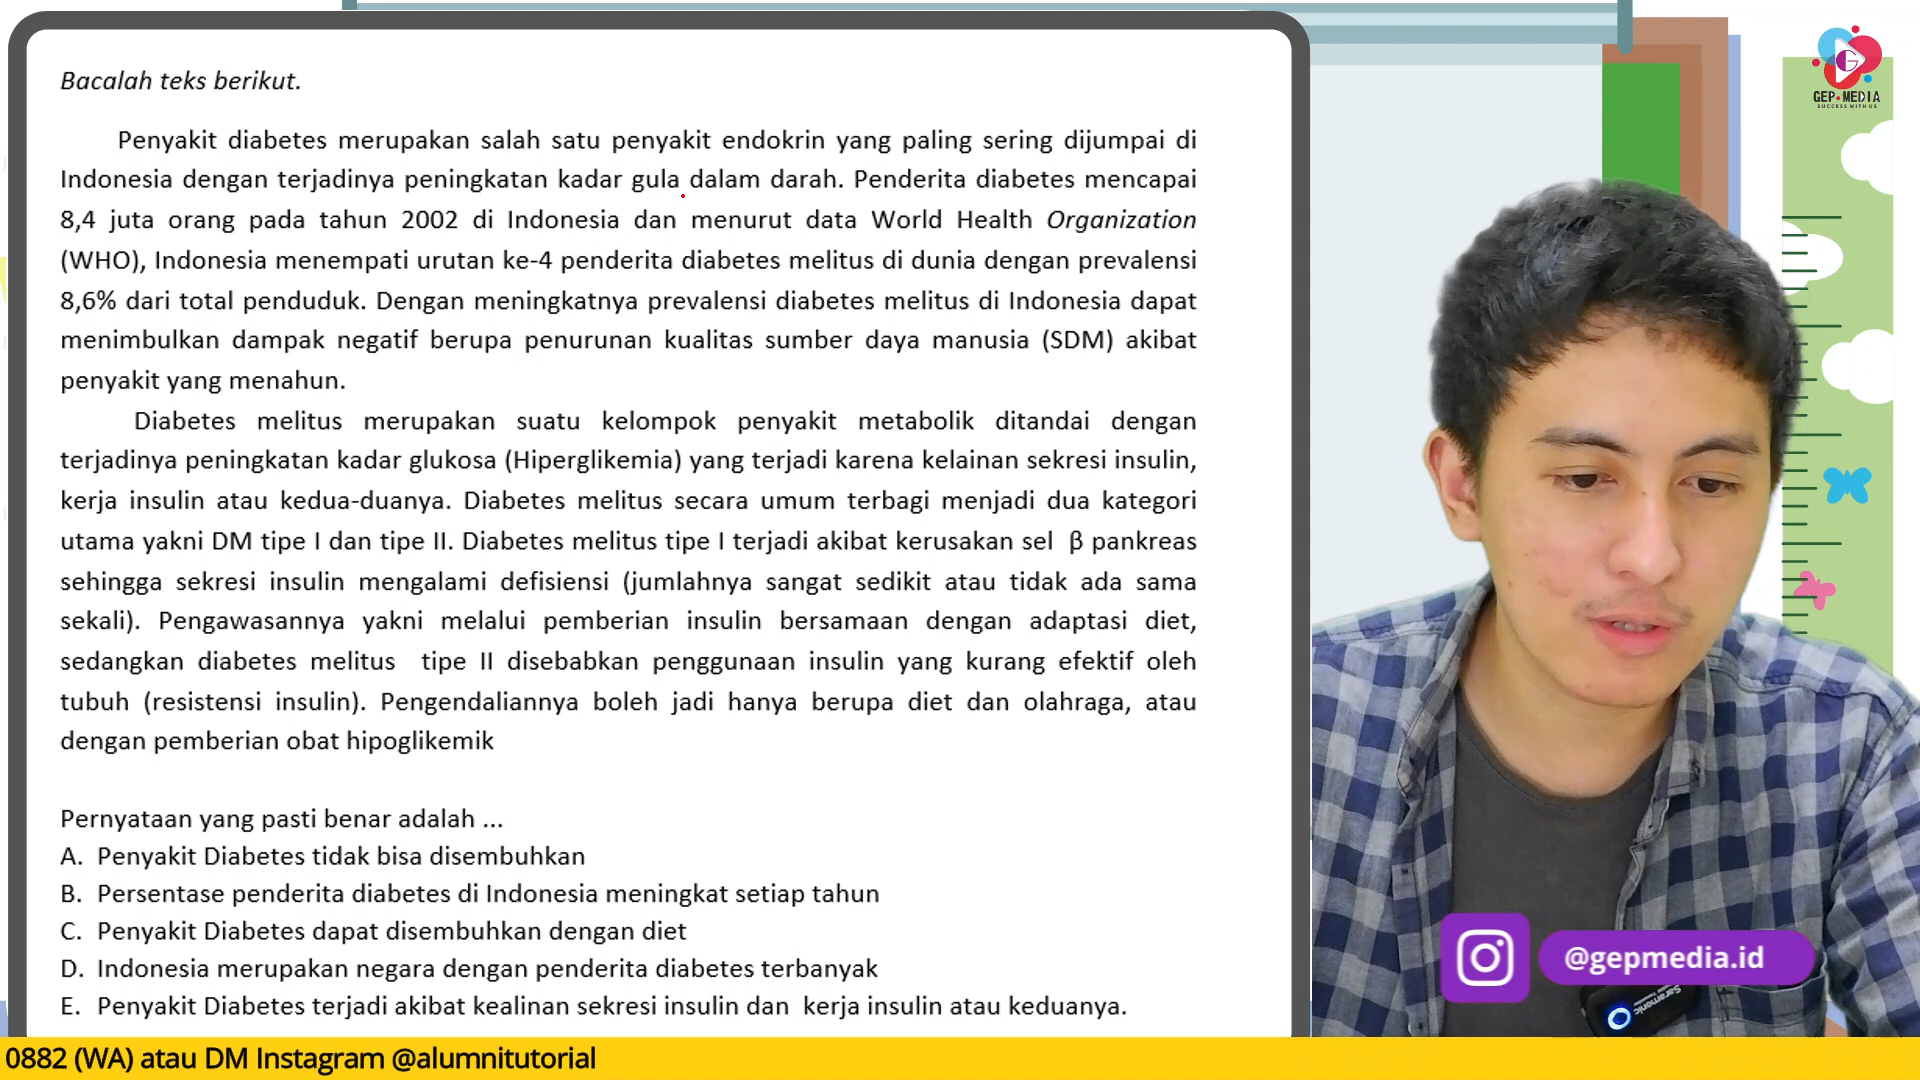 Bacalah teks berikut.
Penyakit diabetes merupakan salah satu penyakit endokrin yang paling sering dijumpai di
Indonesia dengan terjadinya peningkatan kadar gula dalam darah. Penderita diabetes mencapai
8,4 juta orang pada tahun 2002 di Indonesia dan menurut data World Health Organization
(WHO), Indonesia menempati urutan ke-4 penderita diabetes melitus di dunia dengan prevalensi
8,6% dari total penduduk. Dengan meningkatnya prevalensi diabetes melitus di Indonesia dapat
menimbulkan dampak negatif berupa penurunan kualitas sumber daya manusia (SDM) akibat
penyakit yang menahun.
Diabetes melitus merupakan suatu kelompok penyakit metabolik ditandai dengan
terjadinya peningkatan kadar glukosa (Hiperglikemia) yang terjadi karena kelainan sekresi insulin,
kerja insulin atau kedua-duanya. Diabetes melitus secara umum terbagi menjadi dua kategori
utama yakni DM tipe I dan tipe II. Diabetes melitus tipe I terjadi akibat kerusakan sel β pankreas
sehingga sekresi insulin mengalami defisiensi (jumlahnya sangat sedikit atau tidak ada sama
sekali). Pengawasannya yakni melalui pemberian insulin bersamaan dengan adaptasi diet,
sedangkan diabetes melitus tipe II disebabkan penggunaan insulin yang kurang efektif oleh
tubuh (resistensi insulin). Pengendaliannya boleh jadi hanya berupa diet dan olahraga, atau
dengan pemberian obat hipoglikemik
Pernyataan yang pasti benar adalah ...
A. Penyakit Diabetes tidak bisa disembuhkan
B. Persentase penderita diabetes di Indonesia meningkat setiap tahun
C. Penyakit Diabetes dapat disembuhkan dengan diet
D. Indonesia merupakan negara dengan penderita diabetes terbanyak
E. Penyakit Diabetes terjadi akibat kealinan sekresi insulin dan kerja insulin atau keduanya.
GEP•MEDIA
SUCCESS WITH US
@gepmedia.id
Saramonic
0882 (WA) atau DM Instagram @alumnitutorial